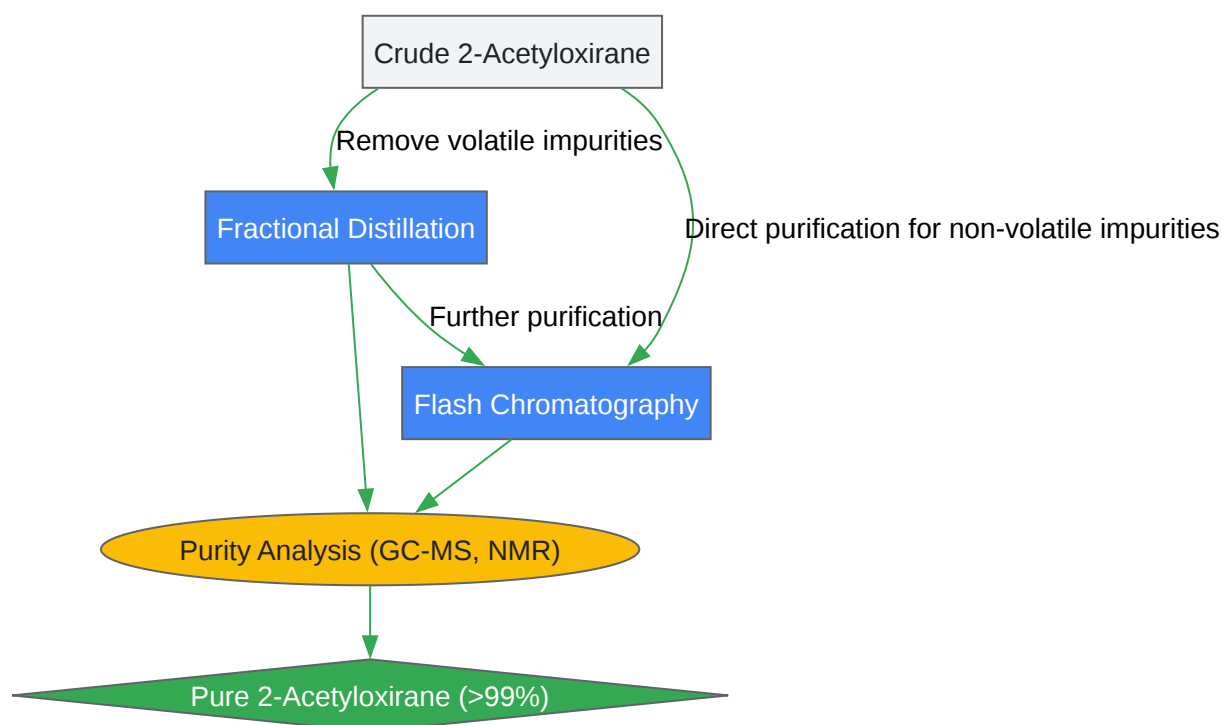 Crude 2-Acetyloxirane
Remove volatile impurities
Fractional Distillation
Direct purification for non-volatile impurities
Further purification
Flash Chromatography
Purity Analysis (GC-MS, NMR)
Pure 2-Acetyloxirane (>99%)